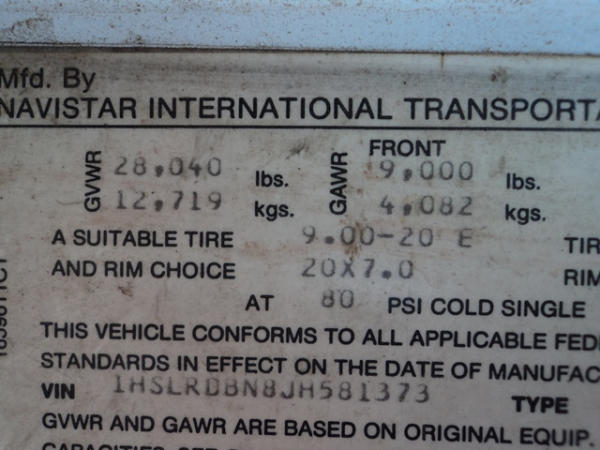 Mfd. By
NAVISTAR INTERNATIONAL TRANSPORTA
FRONT
GVWR 28,040 lbs. GAWR 9,000 lbs.
12,719 kgs. 4,082 kgs.
A SUITABLE TIRE 9.00-20 E TIR
AND RIM CHOICE 20X7.0 RIM
AT 80 PSI COLD SINGLE
THIS VEHICLE CONFORMS TO ALL APPLICABLE FED
STANDARDS IN EFFECT ON THE DATE OF MANUFAC
VIN 1HSLRDBN8JH581373 TYPE
GVWR AND GAWR ARE BASED ON ORIGINAL EQUIP.